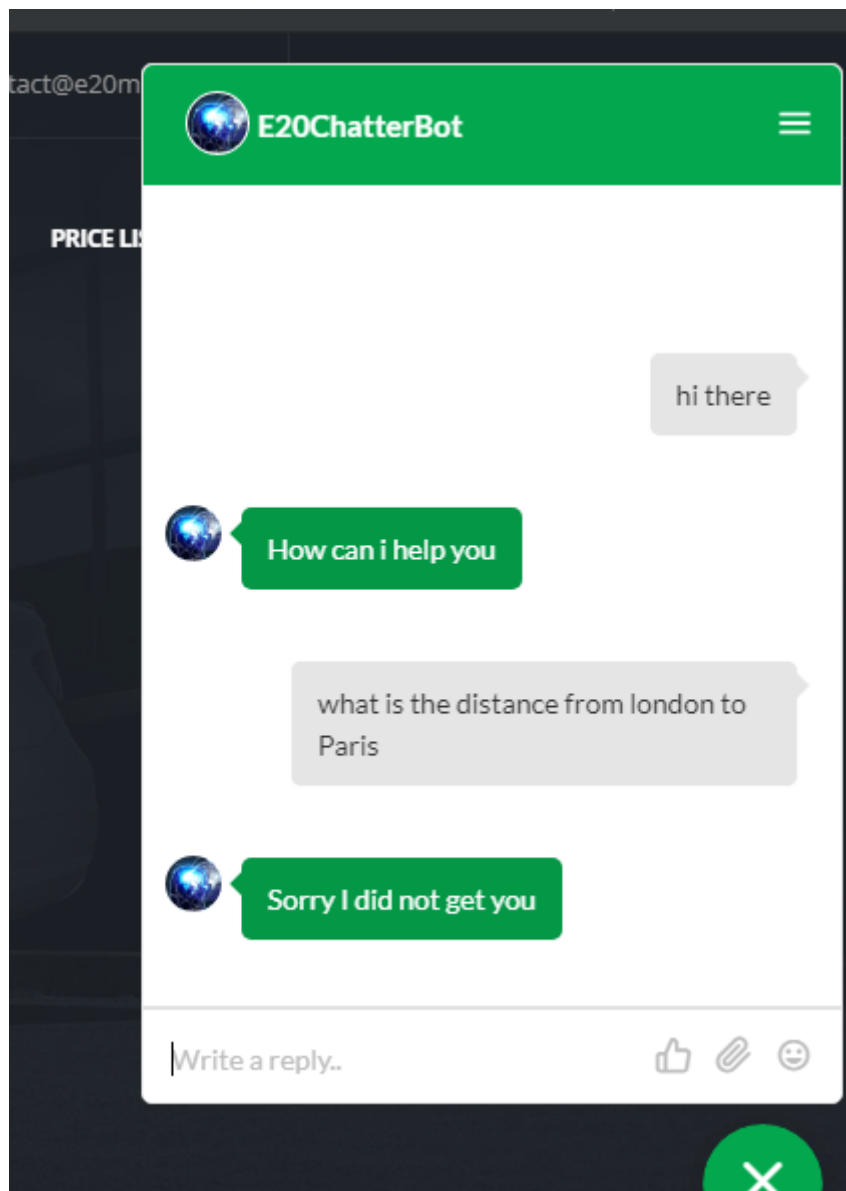 tact@e20m
E20ChatterBot
PRICE LIS
hi there
How can i help you
what is the distance from london to
Paris
Sorry I did not get you
Write a reply..